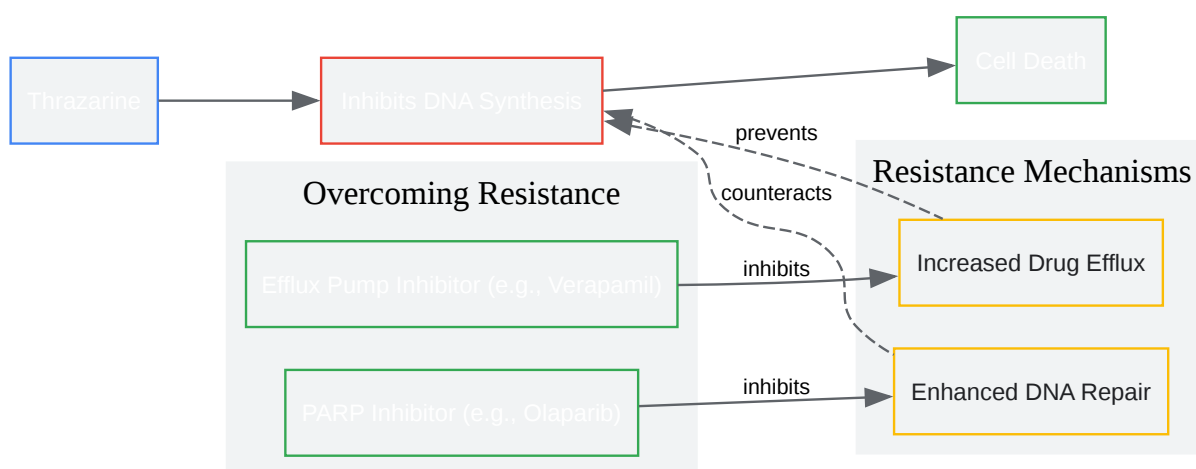 Thrazarine
Inhibits DNA Synthesis
Cell Death
prevents
counteracts
Overcoming Resistance
Efflux Pump Inhibitor (e.g., Verapamil)
inhibits
PARP Inhibitor (e.g., Olaparib)
inhibits
Resistance Mechanisms
Increased Drug Efflux
Enhanced DNA Repair